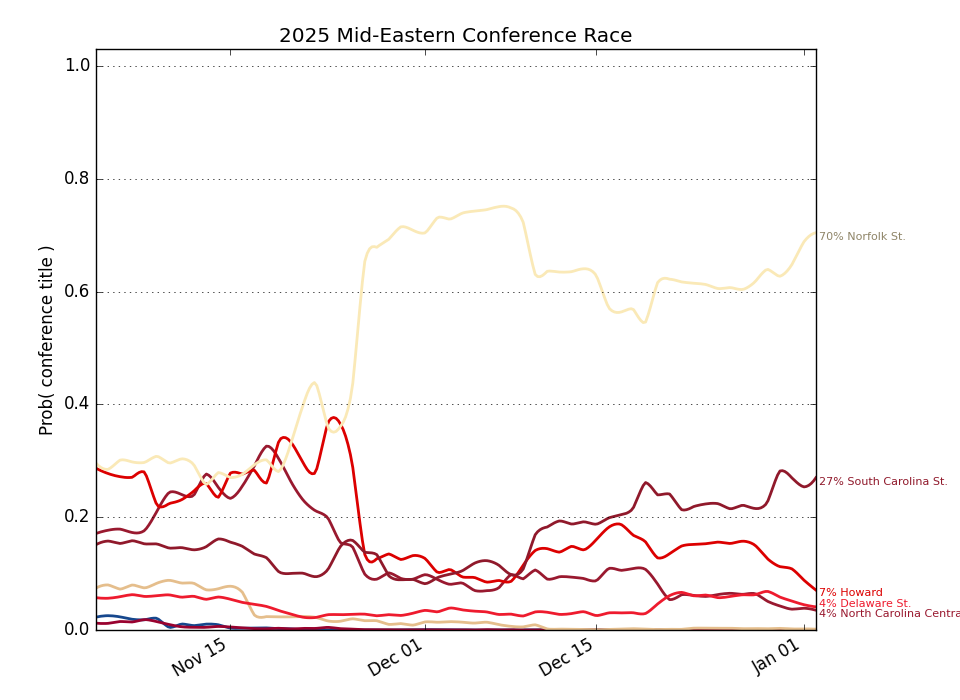 2025 Mid-Eastern Conference Race
1.0
0.8
0.6
0.4
0.2
0.0
Prob( conference title )
70% Norfolk St.
27% South Carolina St.
7% Howard
4% Delaware St.
4% North Carolina Centra
Nov 15
Dec 01
Dec 15
Jan 01